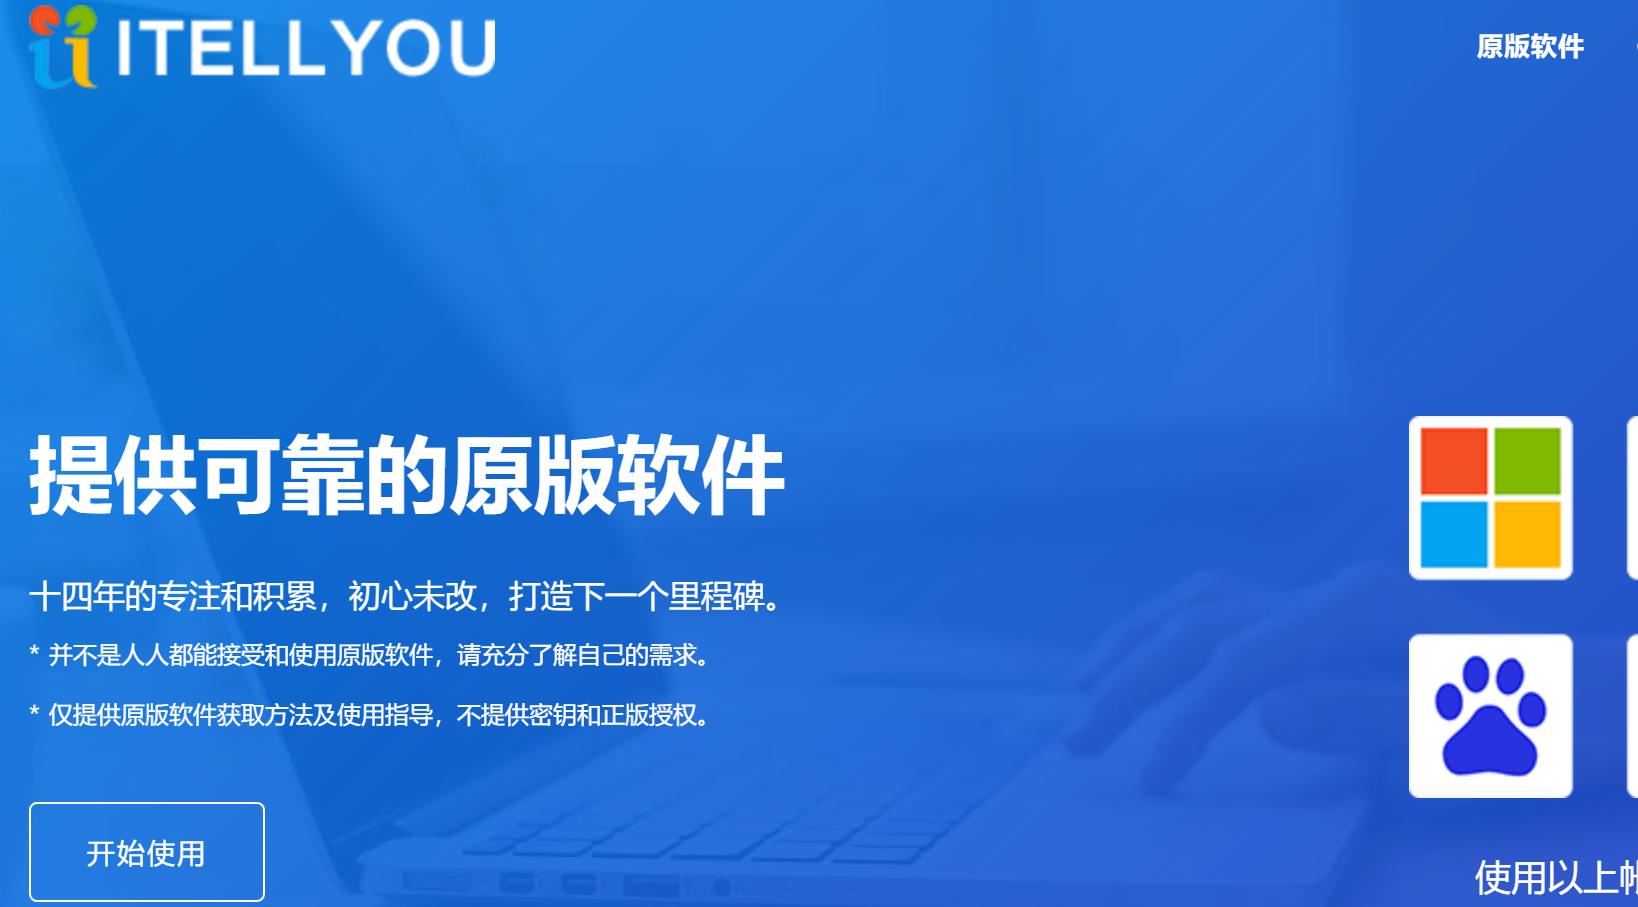 ITELLYOU
原版软件
提供可靠的原版软件
十四年的专注和积累，初心未改，打造下一个里程碑。
* 并不是人人都能接受和使用原版软件，请充分了解自己的需求。
* 仅提供原版软件获取方法及使用指导，不提供密钥和正版授权。
开始使用
使用以上帐